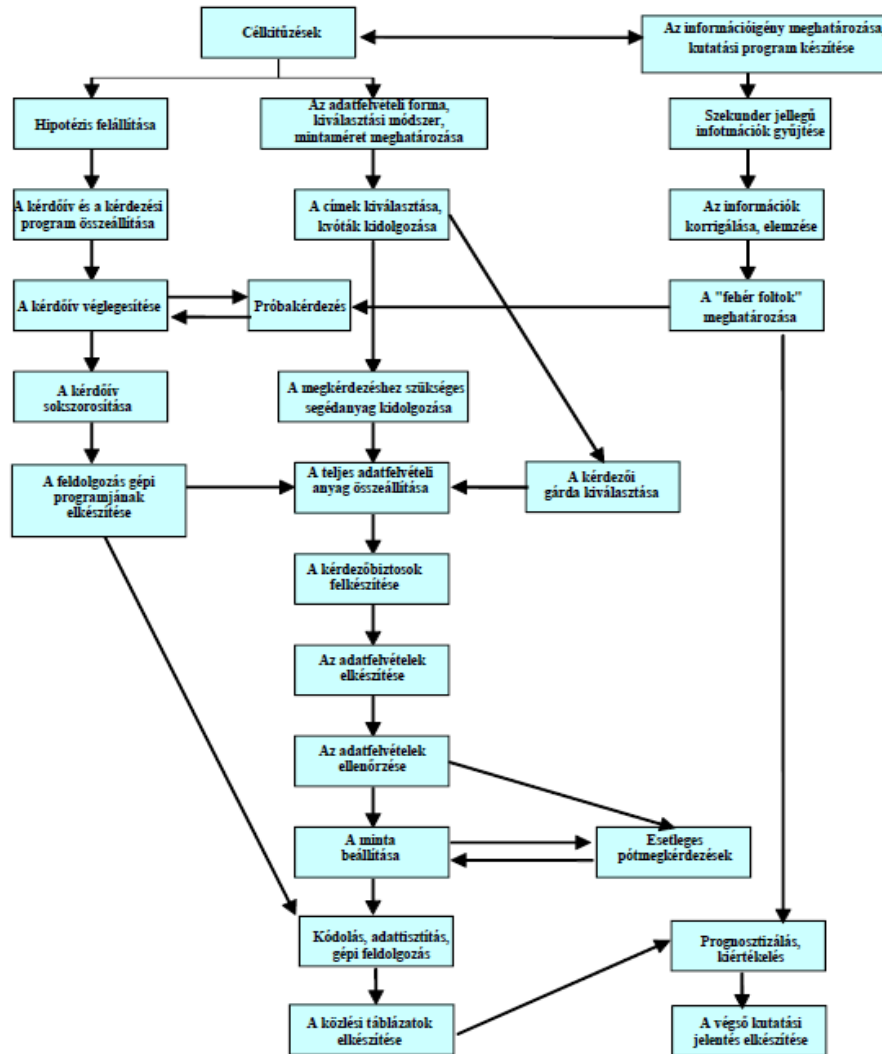 Célkitűzések
Az információigény meghatározása,
kutatási program készítése
Hipotézis felállítása
Az adatfelvételi forma,
kiválasztási módszer,
mintaméret meghatározása
Szekunder jellegű
infotmációk gyűjtése
A kérdőív és a kérdezési
program összeállítása
A címek kiválasztása,
kvóták kidolgozása
Az információk
korrigálása, elemzése
A kérdőív véglegesítése
Próbakérdezés
A "fehér foltok"
meghatározása
A kérdőív
sokszorosítása
A megkérdezéshez szükséges
segédanyag kidolgozása
A feldolgozás gépi
programjának
elkészítése
A teljes adatfelvételi
anyag összeállítása
A kérdezői
gárda kiválasztása
A kérdezőbiztosok
felkészítése
Az adatfelvételek
elkészítése
Az adatfelvételek
ellenőrzése
A minta
beállítása
Esetleges
pótmegkérdezések
Kódolás, adattisztítás,
gépi feldolgozás
Prognosztizálás,
kiértékelés
A közlési táblázatok
elkészítése
A végső kutatási
jelentés elkészítése